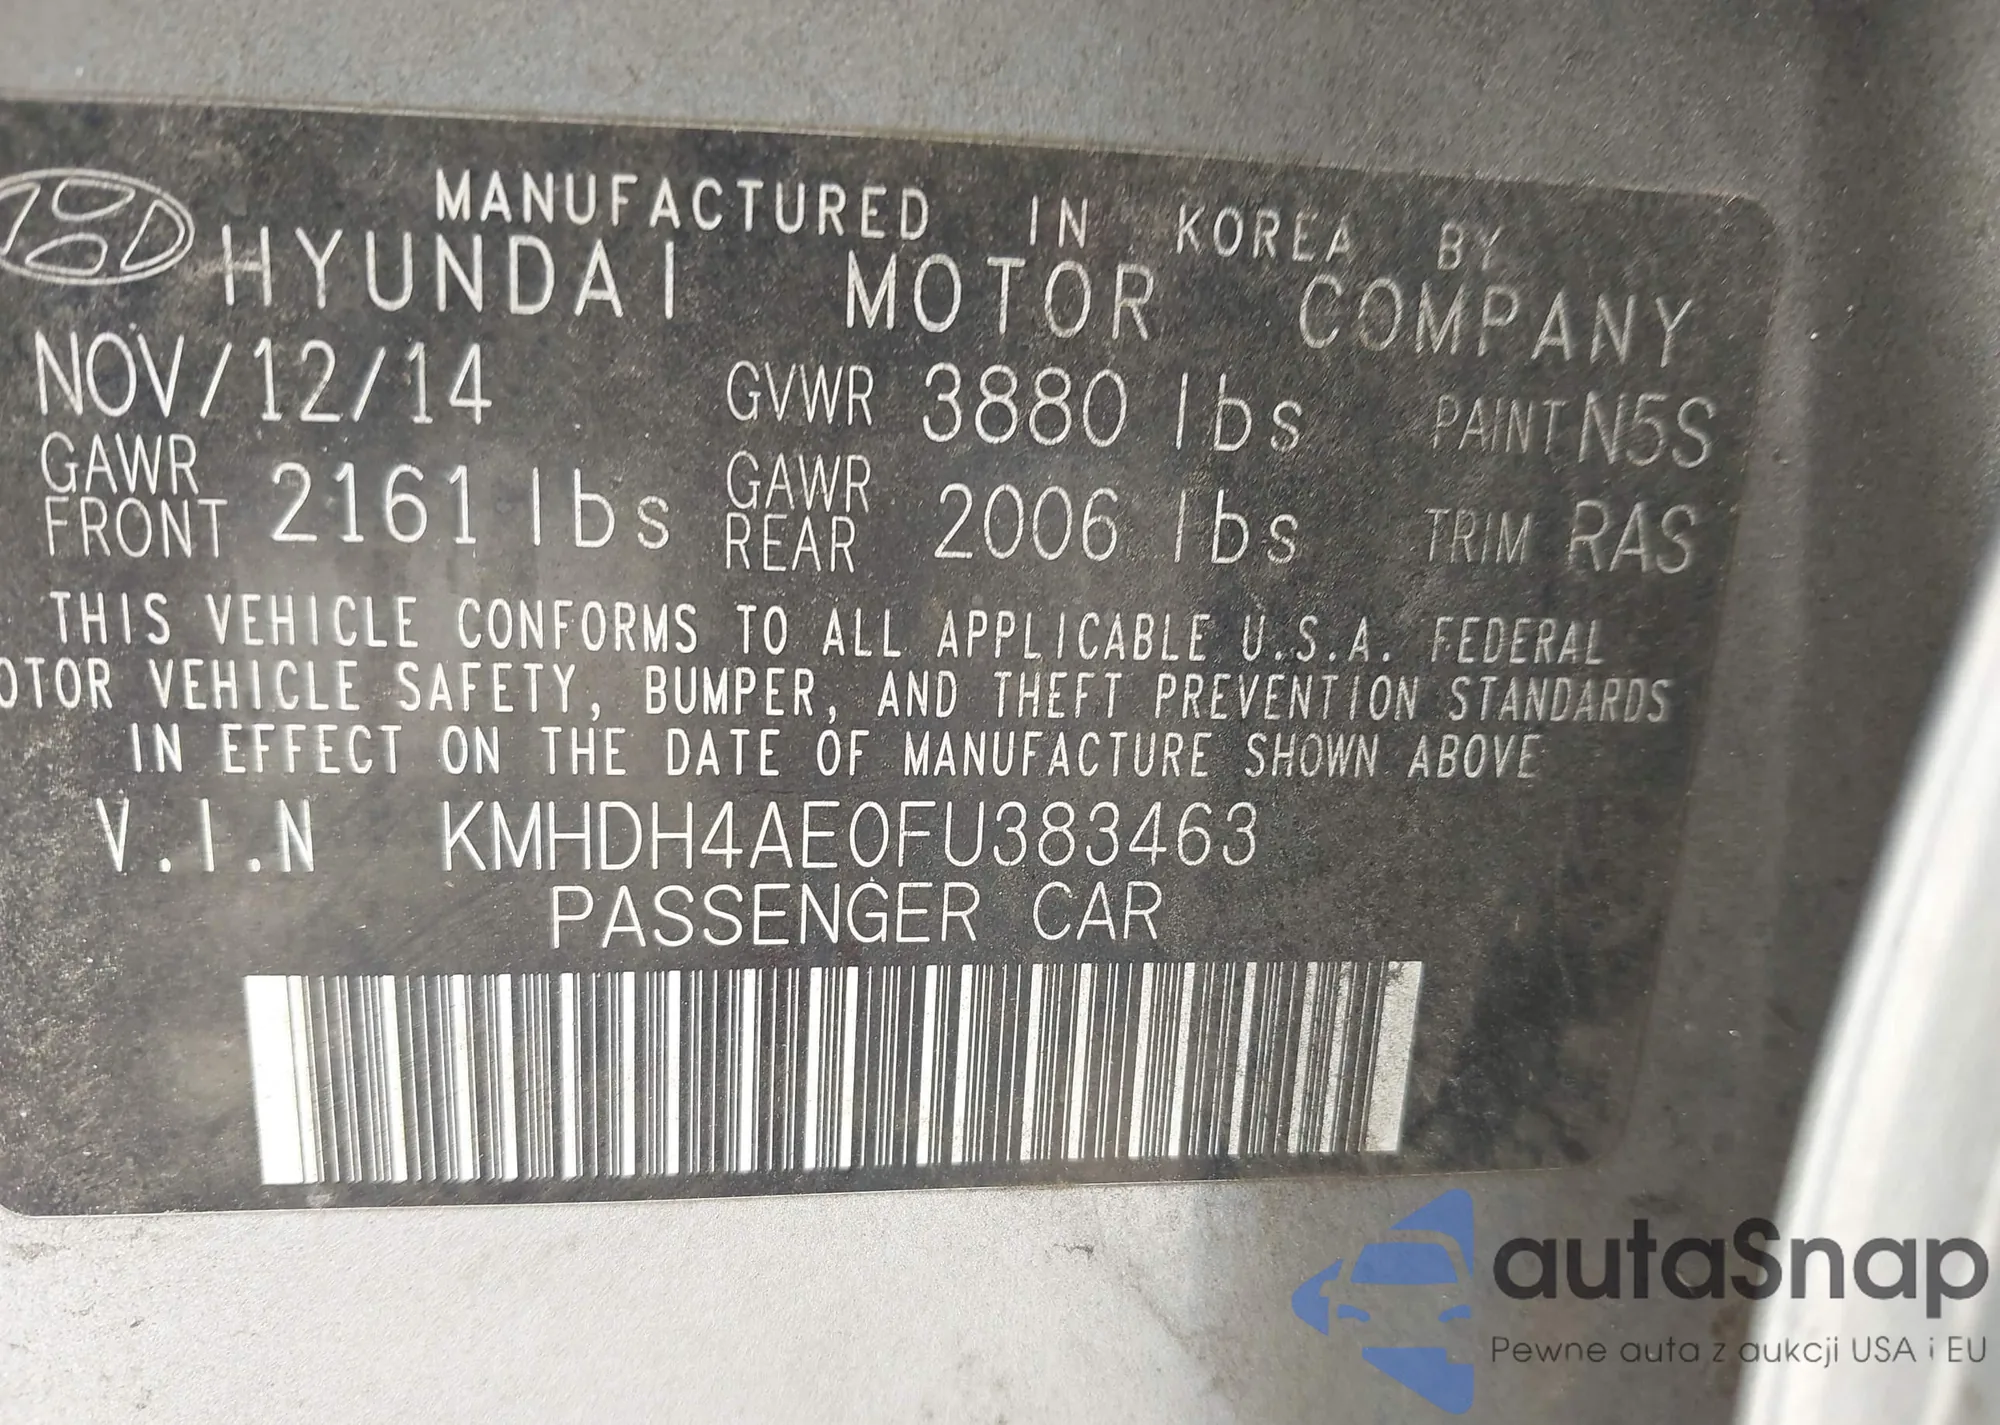 MANUFACTURED IN KOREA BY
HYUNDAI MOTOR COMPANY
NOV/12/14 GVWR 3880 lbs PAINT N5S
GAWR FRONT 2161 lbs GAWR REAR 2006 lbs TRIM RAS
THIS VEHICLE CONFORMS TO ALL APPLICABLE U.S.A. FEDERAL
OTOR VEHICLE SAFETY, BUMPER, AND THEFT PREVENTION STANDARDS
IN EFFECT ON THE DATE OF MANUFACTURE SHOWN ABOVE
V.I.N KMHDH4AE0FU383463
PASSENGER CAR
autaSnap
Pewne auta z aukcji USA i EU